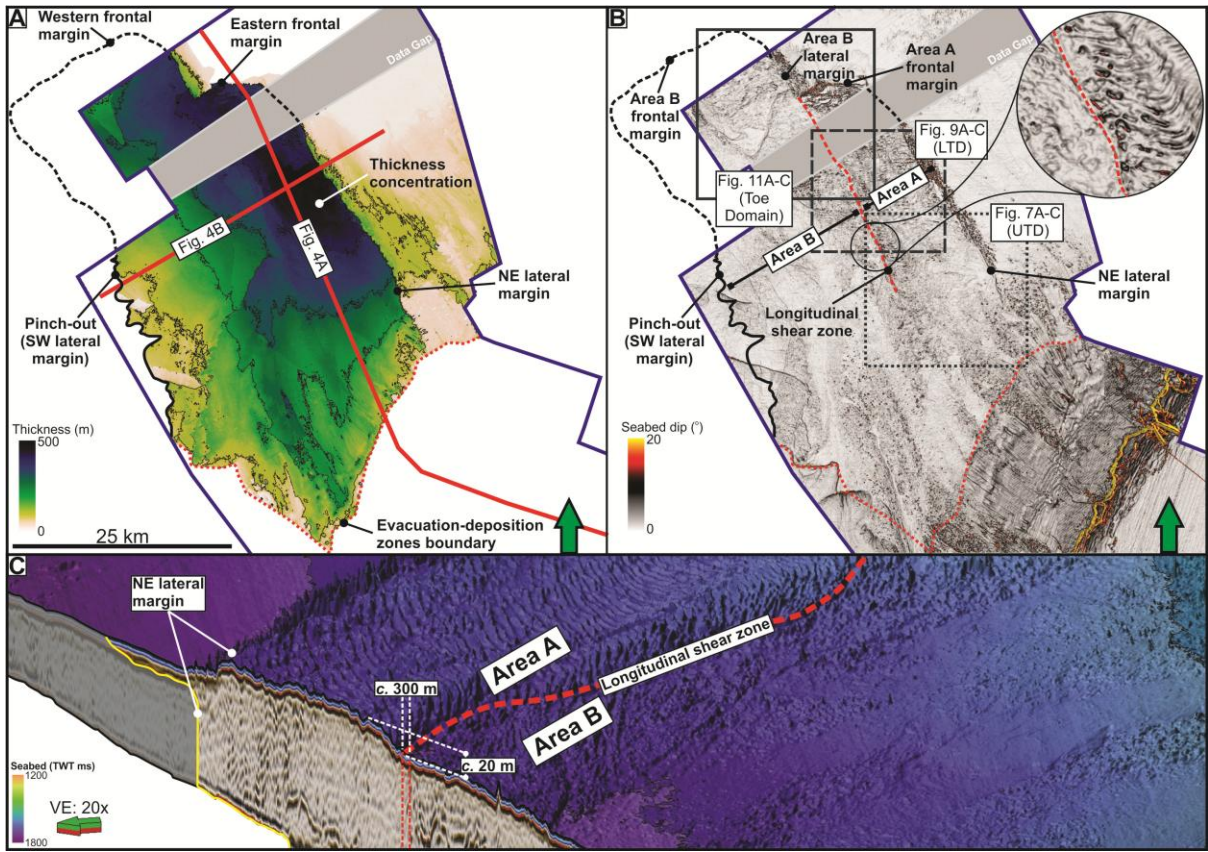 A
Western frontal
margin
Eastern frontal
margin
Data Gap
Thickness
concentration
Fig. 4B
Fig. 4A
NE lateral
margin
Pinch-out
(SW lateral
margin)
Thickness (m)
500
0
25 km
Evacuation-deposition
zones boundary
B
Area B
lateral
margin
Area A
frontal
margin
Data Gap
Area B
frontal
margin
Fig. 9A-C
(LTD)
Fig. 11A-C
(Toe
Domain)
Area A
Fig. 7A-C
(UTD)
Area B
NE lateral
margin
Longitudinal
shear zone
Pinch-out
(SW lateral
margin)
Seabed dip (°)
20
0
C
NE lateral
margin
Area A
Longitudinal shear zone
c. 300 m
Area B
c. 20 m
Seabed (TWT ms)
1200
1800
VE: 20x